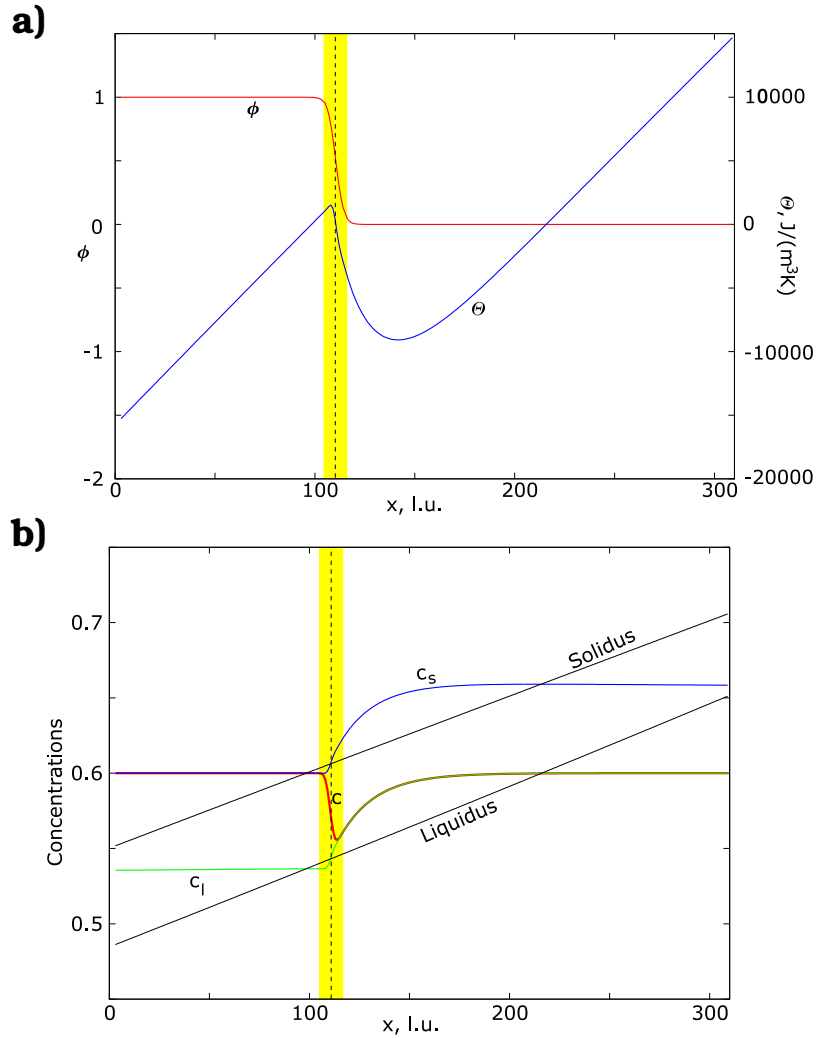 a)
1
0
-1
-2
ϕ
ϕ
Θ
10000
0
-10000
-20000
Θ, J/(m³K)
0
100
200
300
x, l.u.
b)
0.7
0.6
0.5
Concentrations
Solidus
c_s
c
Liquidus
c_l
0
100
200
300
x, l.u.